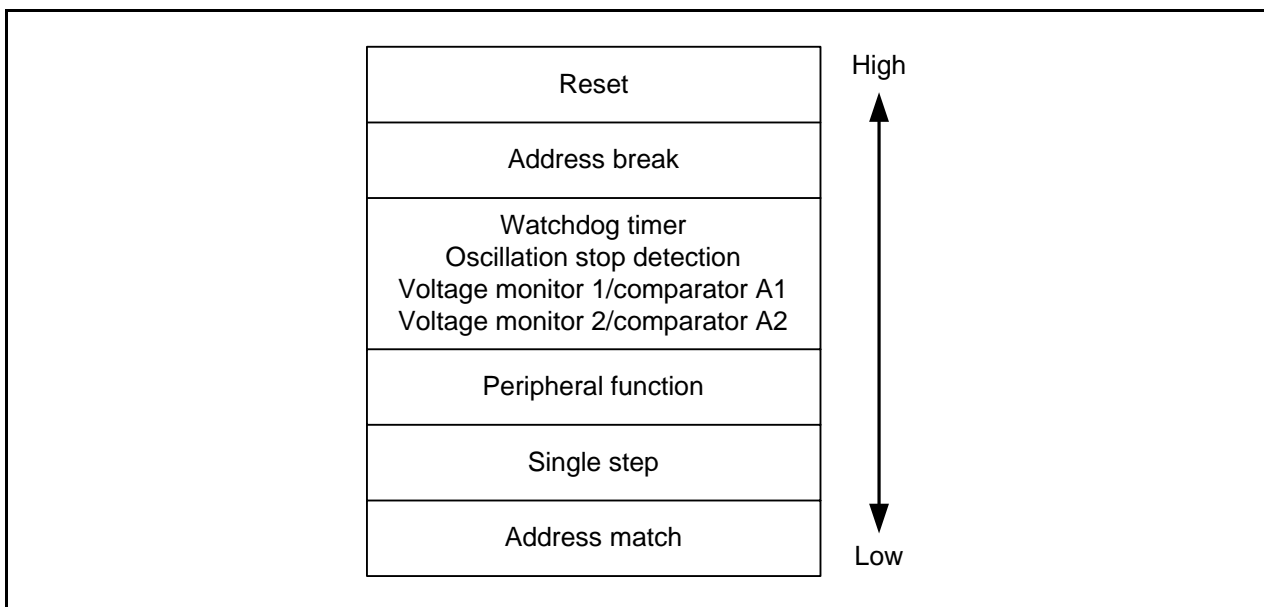 Reset
High
Address break
Watchdog timer
Oscillation stop detection
Voltage monitor 1/comparator A1
Voltage monitor 2/comparator A2
Peripheral function
Single step
Address match
Low